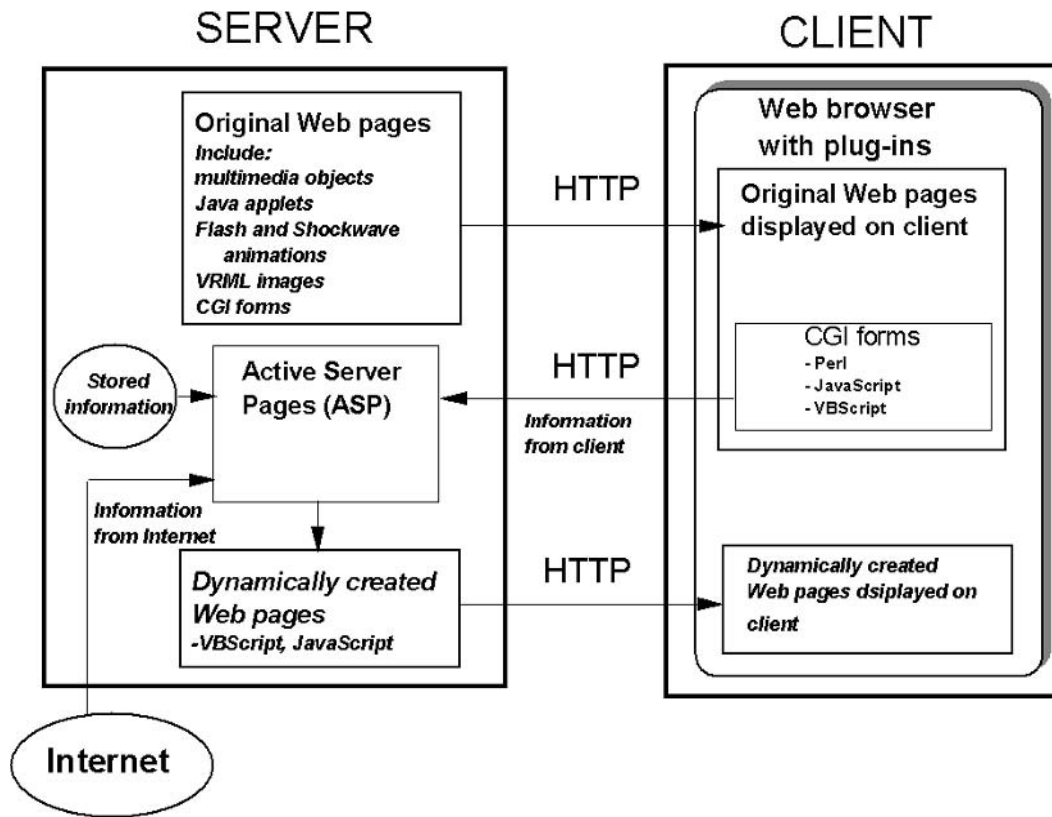 SERVER
CLIENT
Original Web pages
Include:
multimedia objects
Java applets
Flash and Shockwave
animations
VRML images
CGI forms
HTTP
Web browser
with plug-ins
Original Web pages
displayed on client
CGI forms
- Perl
- JavaScript
- VBScript
Stored
information
Active Server
Pages (ASP)
HTTP
Information
from client
Information
from Internet
Dynamically created
Web pages
-VBScript, JavaScript
HTTP
Dynamically created
Web pages dsiplayed on
client
Internet